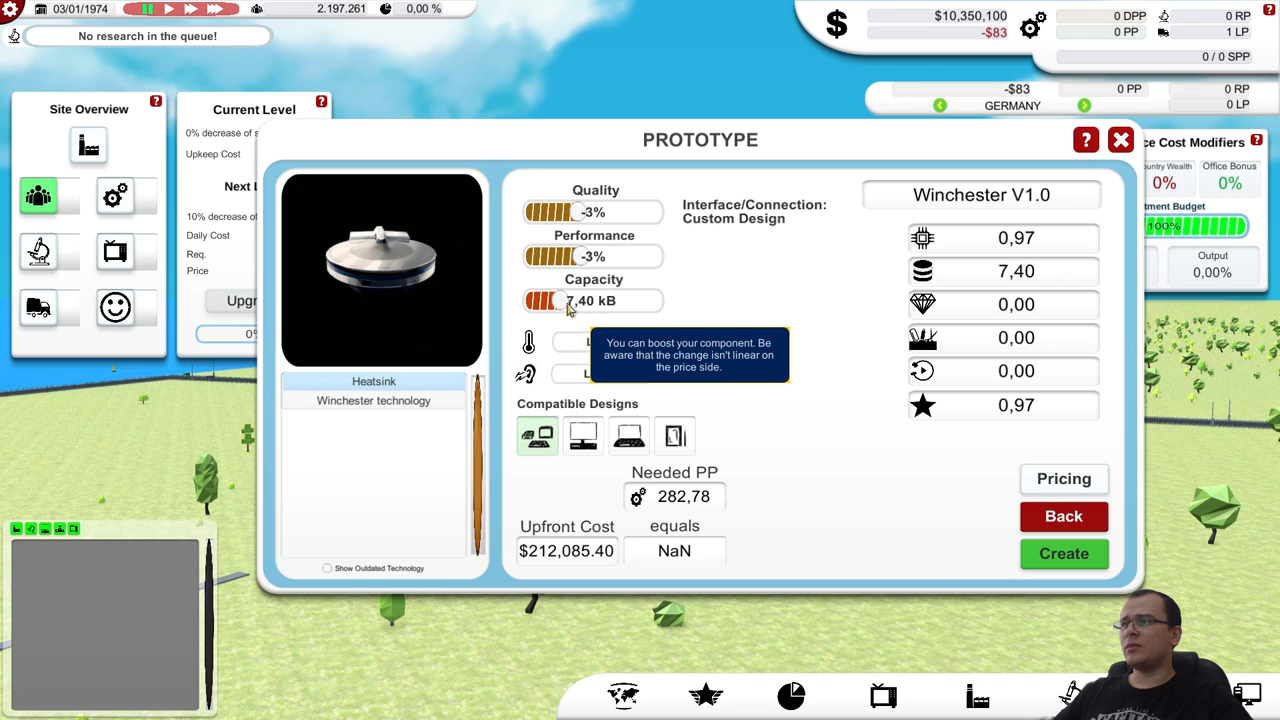 03/01/1974
2.197.261
0,00 %
No research in the queue!
$10,350,100
-$83
0 DPP
0 PP
0 RP
1 LP
0 / 0 SPP
-$83
0 PP
0 RP
GERMANY
0 LP
Site Overview
Current Level
0% decrease of
Upkeep Cost
Next
10% decrease of
Daily Cost
Req.
Price
Upgr
0%
PROTOTYPE
Heatsink
Winchester technology
Show Outdated Technology
Quality
-3%
Performance
-3%
Capacity
7,40 kB
Interface/Connection:
Custom Design
You can boost your component. Be
aware that the change isn't linear on
the price side.
Compatible Designs
Needed PP
282,78
Upfront Cost
equals
$212,085.40
NaN
Winchester V1.0
0,97
7,40
0,00
0,00
0,00
0,97
Pricing
Back
Create
Cost Modifiers
Wealth
Office Bonus
0%
0%
Budget
100%
Output
0,00%